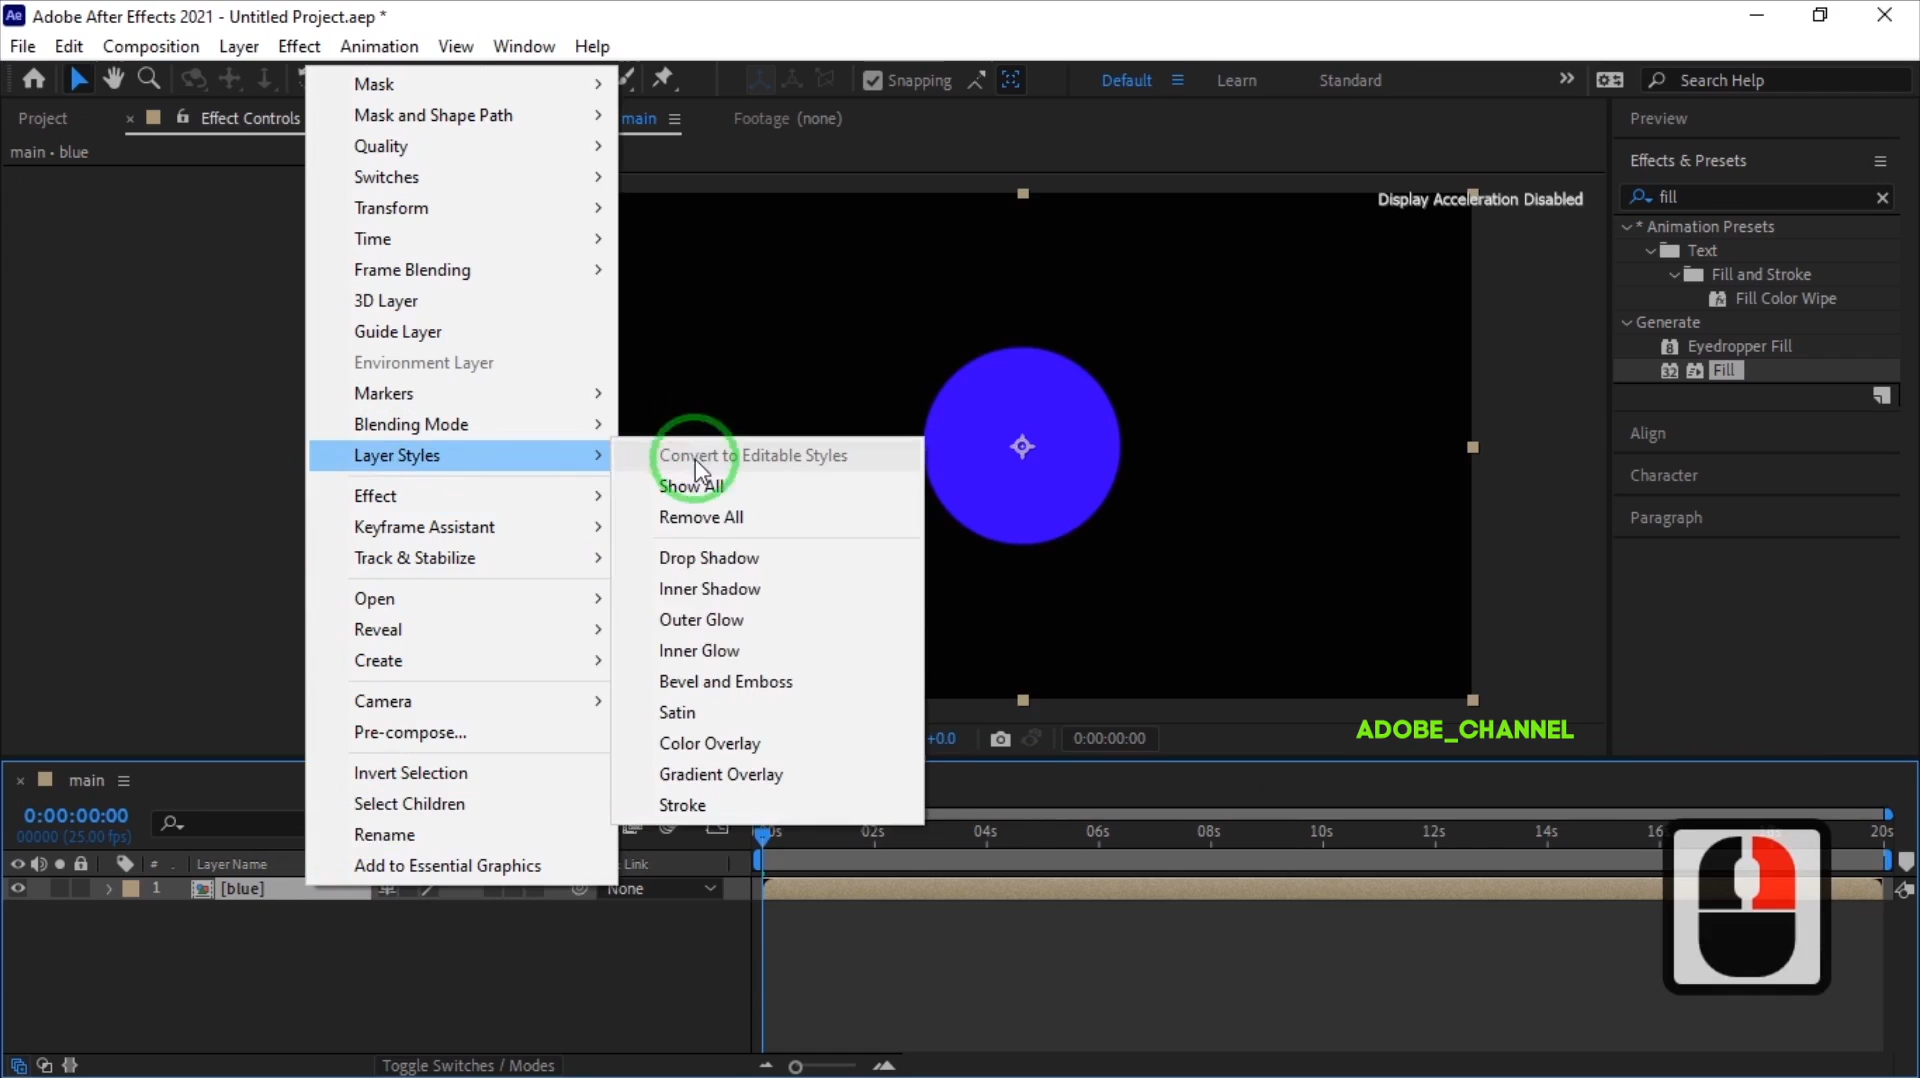 Ae Adobe After Effects 2021 - Untitled Project.aep *
File Edit Composition Layer Effect Animation View Window Help
Snapping Default Learn Standard Search Help
Project Effect Controls main Footage (none)
main • blue
Mask
Mask and Shape Path
Quality
Switches
Transform
Time
Frame Blending
3D Layer
Guide Layer
Environment Layer
Markers
Blending Mode
Layer Styles
Effect
Keyframe Assistant
Track & Stabilize
Open
Reveal
Create
Camera
Pre-compose...
Invert Selection
Select Children
Rename
Add to Essential Graphics
Convert to Editable Styles
Show All
Remove All
Drop Shadow
Inner Shadow
Outer Glow
Inner Glow
Bevel and Emboss
Satin
Color Overlay
Gradient Overlay
Stroke
Display Acceleration Disabled
ADOBE_CHANNEL
+0.0 0:00:00:00
Preview
Effects & Presets
fill
* Animation Presets
Text
Fill and Stroke
Fill Color Wipe
Generate
8 Eyedropper Fill
32 Fill
Align
Character
Paragraph
main
0:00:00:00
00000 (25.00 fps)
02s 04s 06s 08s 10s 12s 14s 20s
# Layer Name Link
1 [blue] None
Toggle Switches / Modes